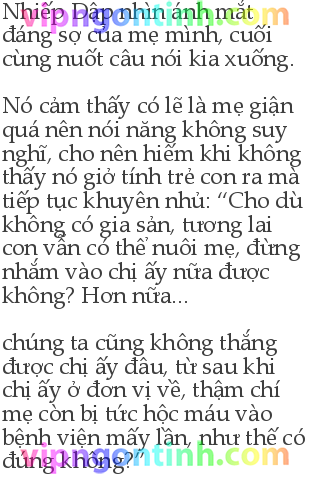 Nhiếp Dập nhìn ánh mắt
đáng sợ của mẹ mình, cuối
cùng nuốt câu nói kia xuống.
Nó cảm thấy có lẽ là mẹ giận
quá nên nói năng không suy
nghĩ, cho nên hiếm khi không
thấy nó giở tính trẻ con ra mà
tiếp tục khuyên nhủ: “Cho dù
không có gia sản, tương lai
con vẫn có thể nuôi mẹ, đừng
nhắm vào chị ấy nữa được
không? Hơn nữa...
chúng ta cũng không thắng
được chị ấy đâu, từ sau khi
chị ấy ở đơn vị về, thậm chí
mẹ còn bị tức hộc máu vào
bệnh viện mấy lần, như thế có
đúng không?”
vipngontinh.com
vipngontinh.com